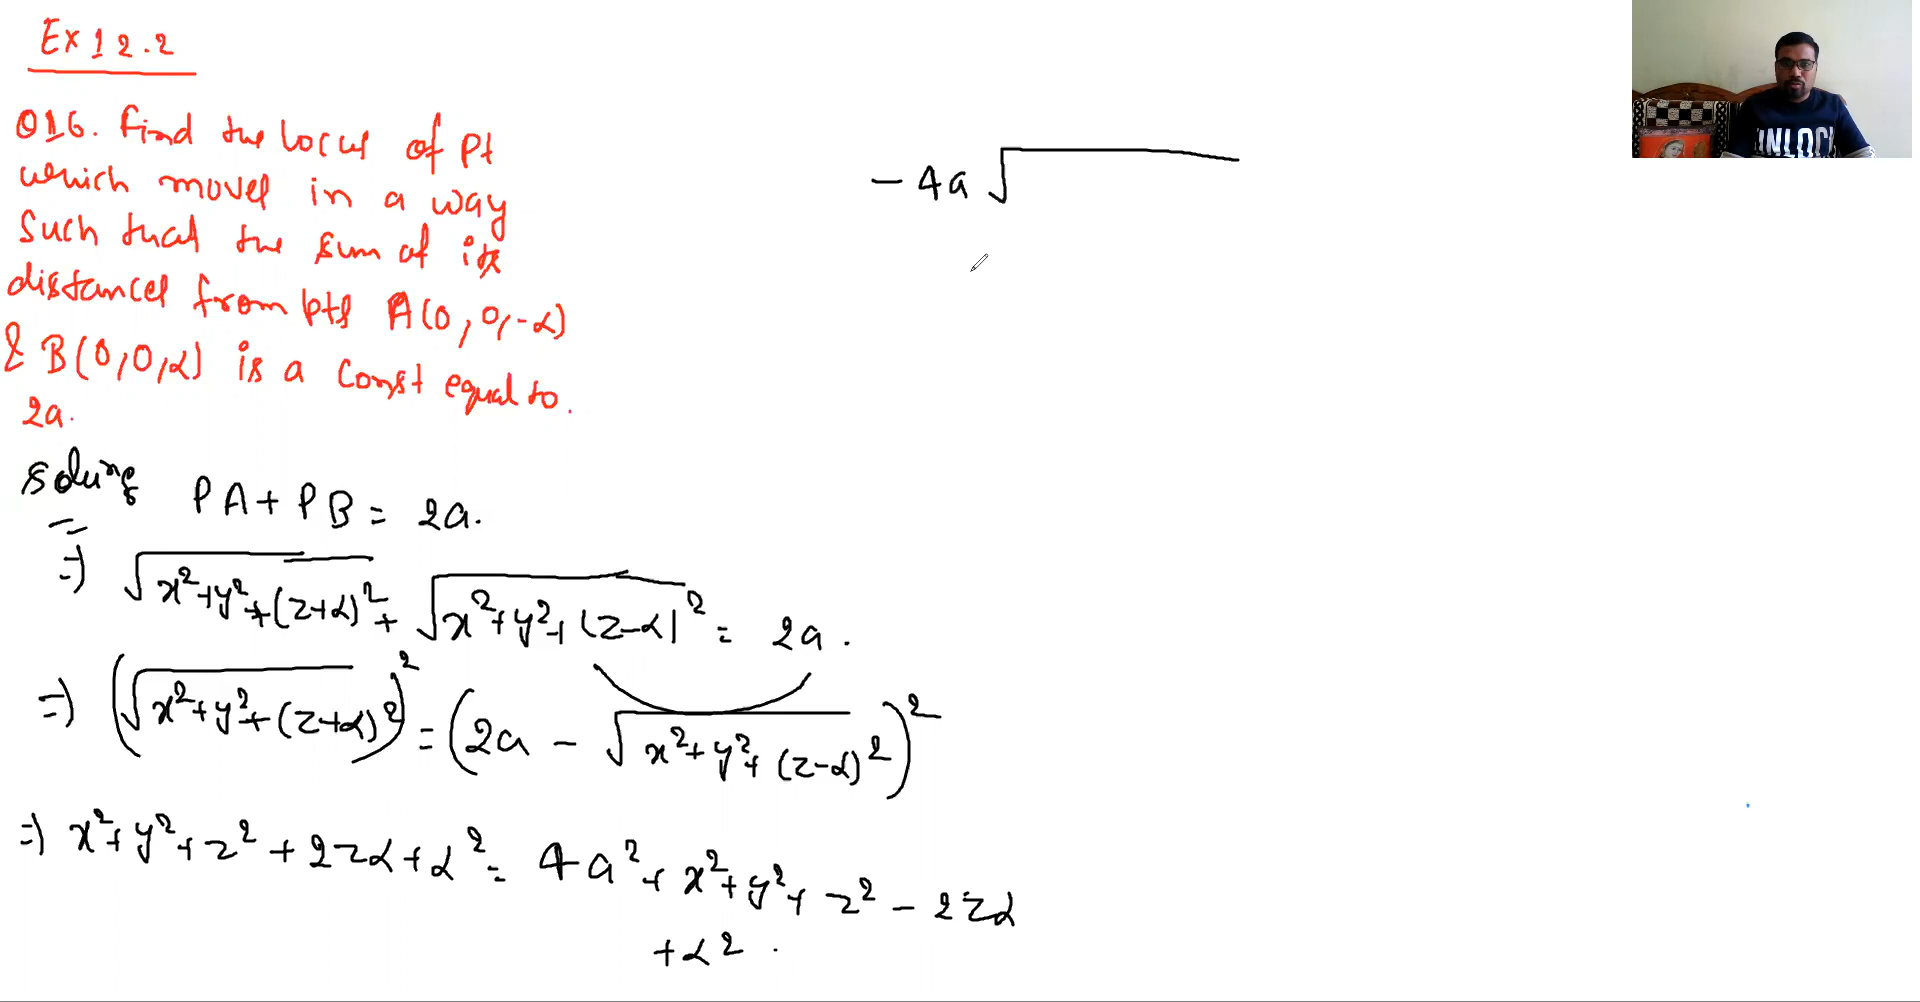 Ex 12.2
Q16. Find the locus of Pt
which moves in a way
Such that the sum of its
distances from pts A(0,0,-α)
& B(0,0,α) is a const equal to.
2a.
PA + PB = 2a.
=) √x²+y²+(z+α)² + √x²+y²+(z-α)² = 2a.
=) (√x²+y²+(z+α)²)² = (2a - √x²+y²+(z-α)²)²
=) x²+y²+z²+2zα+α² = 4a²+x²+y²+z²-2zα
+α².
-4a√
UNLOC